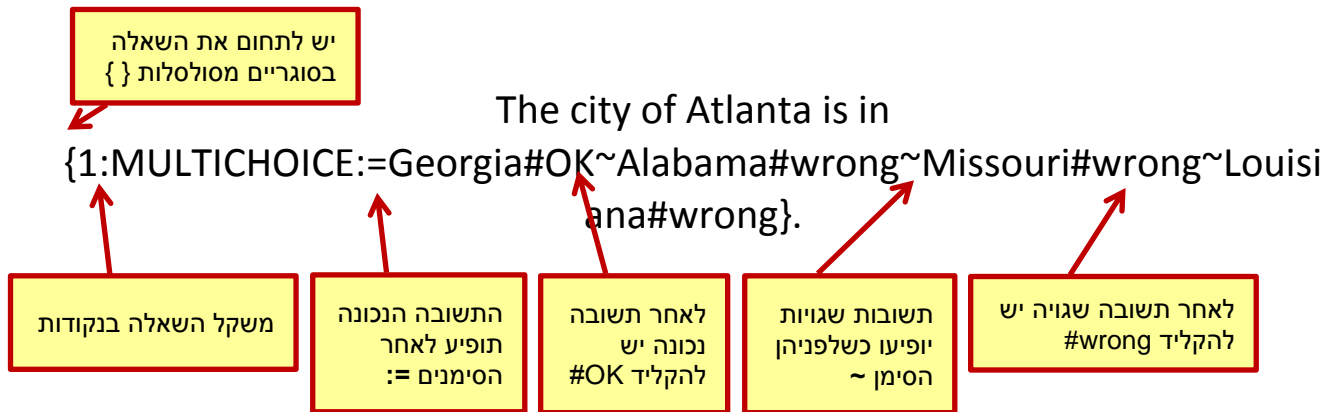 יש לתחום את השאלה
בסוגריים מסולסלות { }
The city of Atlanta is in
{1:MULTICHOICE:=Georgia#OK~Alabama#wrong~Missouri#wrong~Louisi
ana#wrong}.
משקל השאלה בנקודות
התשובה הנכונה
תופיע לאחר
הסימנים =:
לאחר תשובה
נכונה יש
להקליד OK#
תשובות שגויות
יופיעו כשלפניהן
הסימן ~
לאחר תשובה שגויה יש
להקליד wrong#